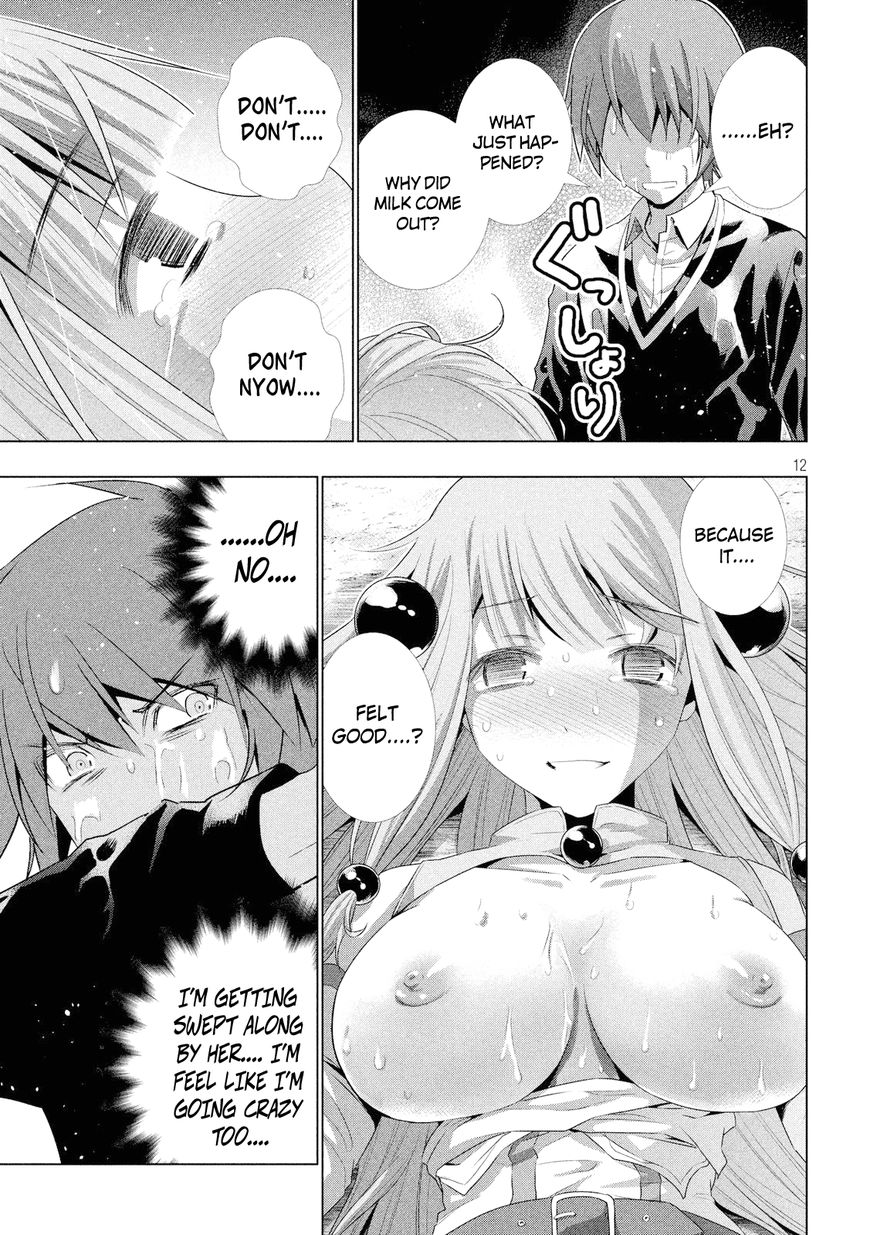 ......EH?
WHAT
JUST HAP-
PENED?
WHY DID
MILK COME
OUT?
ぐっしょり
DON'T.....
DON'T....
DON'T
NYOW....
12
BECAUSE
IT....
FELT
GOOD....?
......OH
NO....
I'M GETTING
SWEPT ALONG
BY HER.... I'M
FEEL LIKE I'M
GOING CRAZY
TOO....